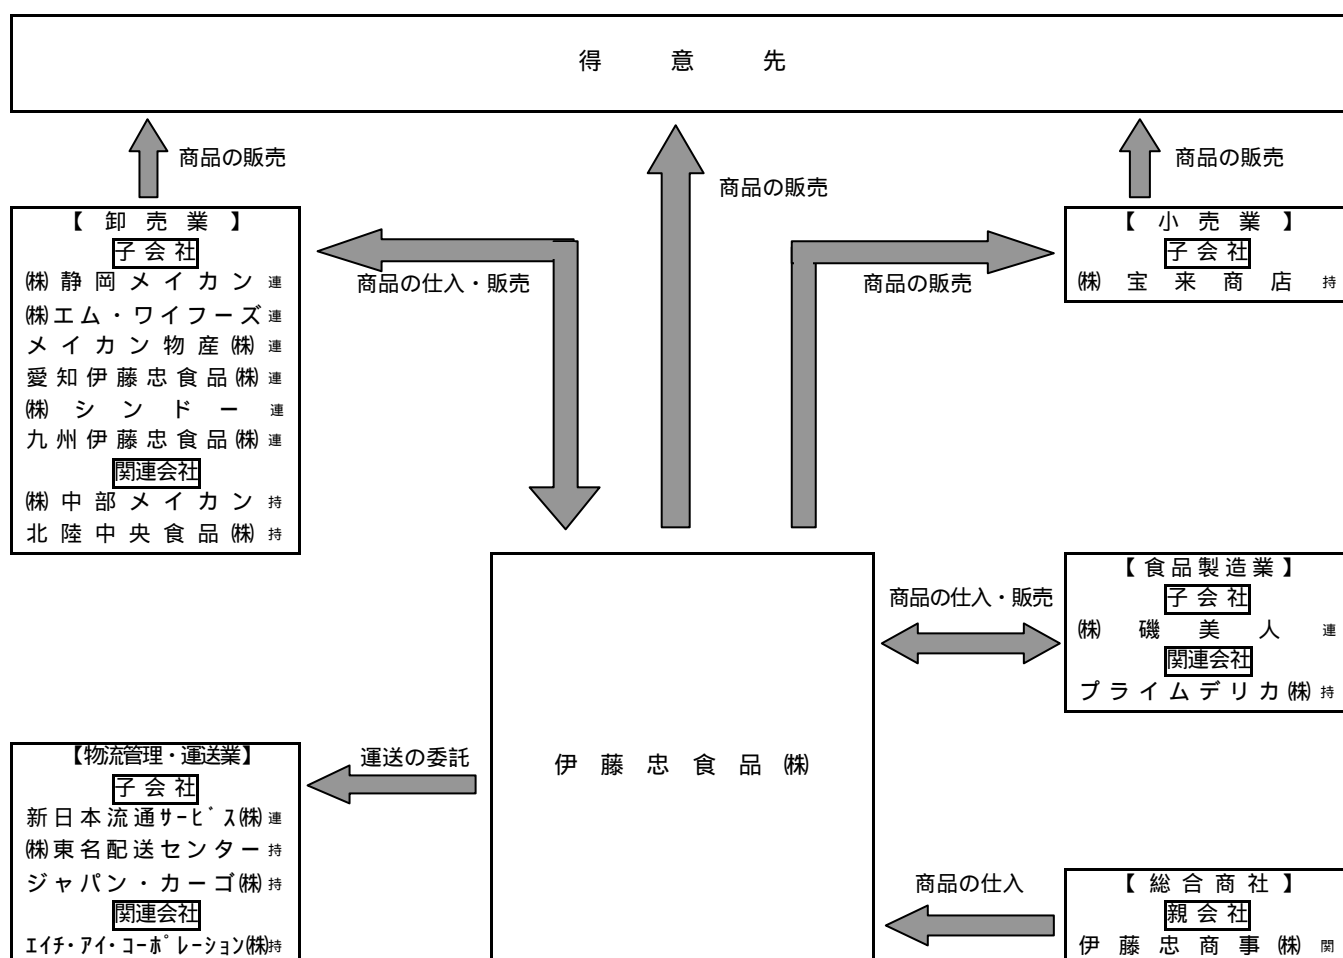 得意先
商品の販売
商品の販売
商品の販売
【卸売業】
子会社
㈱静岡メイカン 連
㈱エム・ワイフーズ 連
メイカン物産㈱ 連
愛知伊藤忠食品㈱ 連
㈱シンドー 連
九州伊藤忠食品㈱ 連
関連会社
㈱中部メイカン 持
北陸中央食品㈱ 持
商品の仕入・販売
商品の販売
【小売業】
子会社
㈱宝来商店 持
商品の仕入・販売
【食品製造業】
子会社
㈱磯美人 連
関連会社
プライムデリカ㈱ 持
伊藤忠食品㈱
運送の委託
【物流管理・運送業】
子会社
新日本流通ｻｰﾋﾞｽ㈱ 連
㈱東名配送センター 持
ジャパン・カーゴ㈱ 持
関連会社
ｴｲﾁ･ｱｲ･ｺｰﾎﾟﾚｰｼｮﾝ㈱持
商品の仕入
【総合商社】
親会社
伊藤忠商事㈱ 関